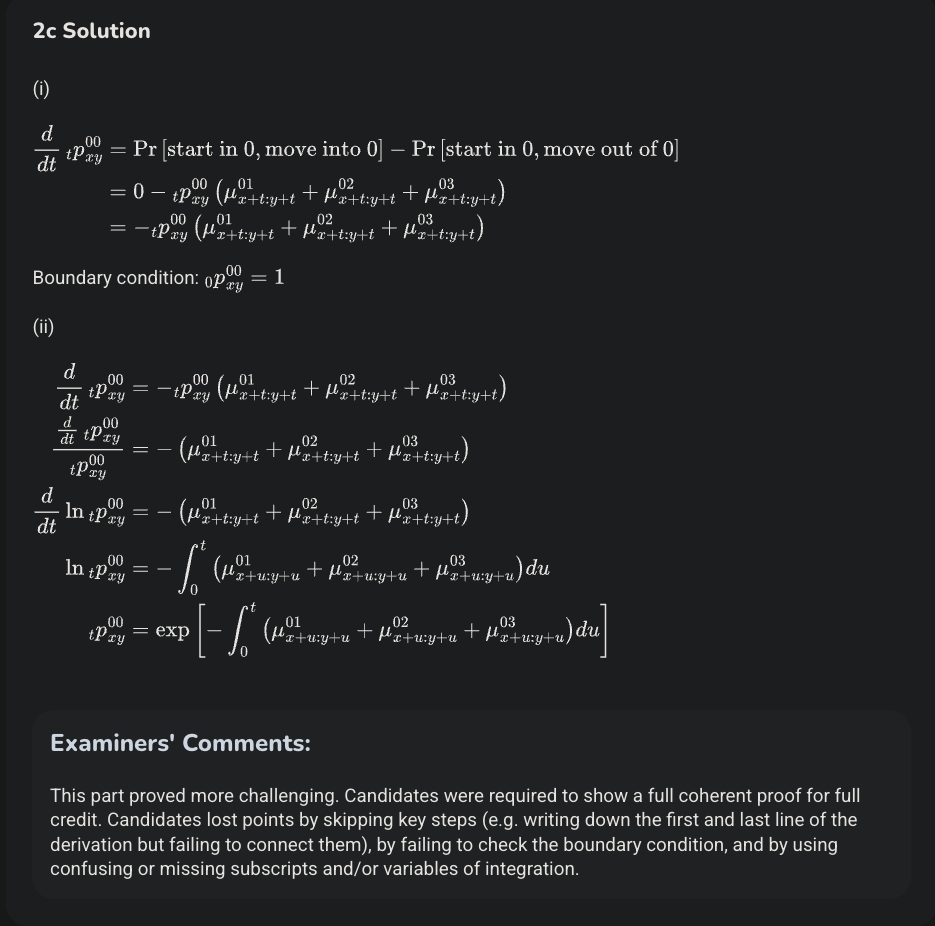 2c Solution
(i)
$\frac{d}{dt}\,{}_tp_{xy}^{00} = \Pr[\text{start in }0, \text{move into }0] - \Pr[\text{start in }0, \text{move out of }0]$
$= 0 - {}_tp_{xy}^{00}\left(\mu_{x+t:y+t}^{01} + \mu_{x+t:y+t}^{02} + \mu_{x+t:y+t}^{03}\right)$
$= -{}_tp_{xy}^{00}\left(\mu_{x+t:y+t}^{01} + \mu_{x+t:y+t}^{02} + \mu_{x+t:y+t}^{03}\right)$
Boundary condition: ${}_0p_{xy}^{00} = 1$
(ii)
$\frac{d}{dt}\,{}_tp_{xy}^{00} = -{}_tp_{xy}^{00}\left(\mu_{x+t:y+t}^{01} + \mu_{x+t:y+t}^{02} + \mu_{x+t:y+t}^{03}\right)$
$\frac{\frac{d}{dt}\,{}_tp_{xy}^{00}}{{}_tp_{xy}^{00}} = -\left(\mu_{x+t:y+t}^{01} + \mu_{x+t:y+t}^{02} + \mu_{x+t:y+t}^{03}\right)$
$\frac{d}{dt}\ln {}_tp_{xy}^{00} = -\left(\mu_{x+t:y+t}^{01} + \mu_{x+t:y+t}^{02} + \mu_{x+t:y+t}^{03}\right)$
$\ln {}_tp_{xy}^{00} = -\int_0^t \left(\mu_{x+u:y+u}^{01} + \mu_{x+u:y+u}^{02} + \mu_{x+u:y+u}^{03}\right)du$
${}_tp_{xy}^{00} = \exp\left[-\int_0^t \left(\mu_{x+u:y+u}^{01} + \mu_{x+u:y+u}^{02} + \mu_{x+u:y+u}^{03}\right)du\right]$
Examiners' Comments:
This part proved more challenging. Candidates were required to show a full coherent proof for full
credit. Candidates lost points by skipping key steps (e.g. writing down the first and last line of the
derivation but failing to connect them), by failing to check the boundary condition, and by using
confusing or missing subscripts and/or variables of integration.